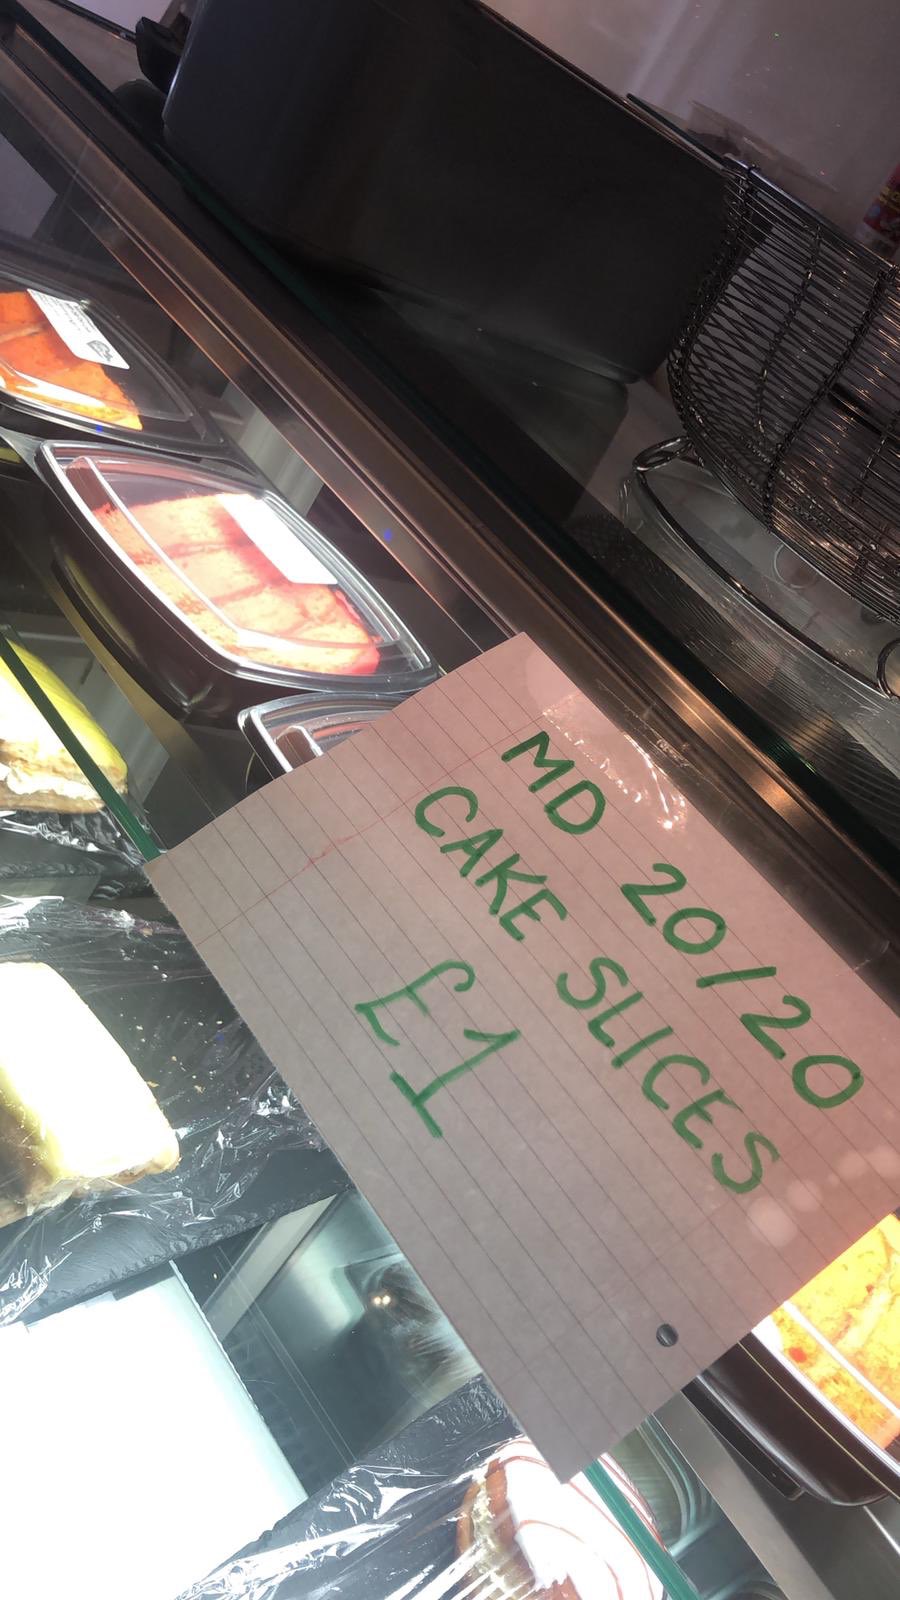 MD 20/20
CAKE SLICES
£1